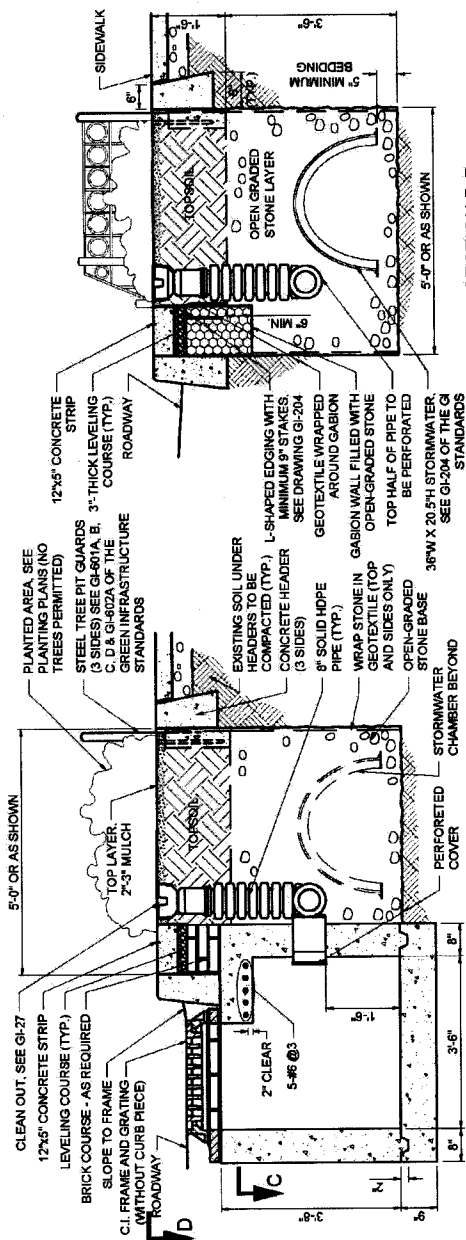 CLEAN OUT, SEE GI-27
12"x5" CONCRETE STRIP
LEVELING COURSE (TYP.)
BRICK COURSE - AS REQUIRED
SLOPE TO FRAME
C.I. FRAME AND GRATING
(WITHOUT CURB PIECE)
ROADWAY
D
C
5'-0" OR AS SHOWN
TOP LAYER:
2"-3" MULCH
TOPSOIL
2" CLEAR
5-#6 @3
1'-6"
3'-8"
9"
2"
8"
3'-6"
8"
PLANTED AREA, SEE
PLANTING PLANS (NO
TREES PERMITTED)
STEEL TREE PIT GUARDS
(3 SIDES) SEE GI-601A, B,
C, D & GI-602A OF THE
GREEN INFRASTRUCTURE
STANDARDS
EXISTING SOIL UNDER
HEADERS TO BE
COMPACTED (TYP.)
CONCRETE HEADER
(3 SIDES)
8" SOLID HDPE
PIPE (TYP.)
WRAP STONE IN
GEOTEXTILE (TOP
AND SIDES ONLY)
OPEN-GRADED
STONE BASE
STORMWATER
CHAMBER BEYOND
PERFORETED
COVER
12"x5" CONCRETE
STRIP
3"-THICK LEVELING
COURSE (TYP.)
ROADWAY
L-SHAPED EDGING WITH
MINIMUM 9" STAKES.
SEE DRAWING GI-204
GEOTEXTILE WRAPPED
AROUND GABION
GABION WALL FILLED WITH
OPEN-GRADED STONE
TOP HALF OF PIPE TO
BE PERFORATED
36"W X 20.5"H STORMWATER,
SEE GI-204 OF THE GI
STANDARDS
TOPSOIL
OPEN GRADED
STONE LAYER
6" MIN.
5'-0" OR AS SHOWN
SIDEWALK
6"
(TYP.)
1'-6"
3'-6"
5" MINIMUM
BEDDING